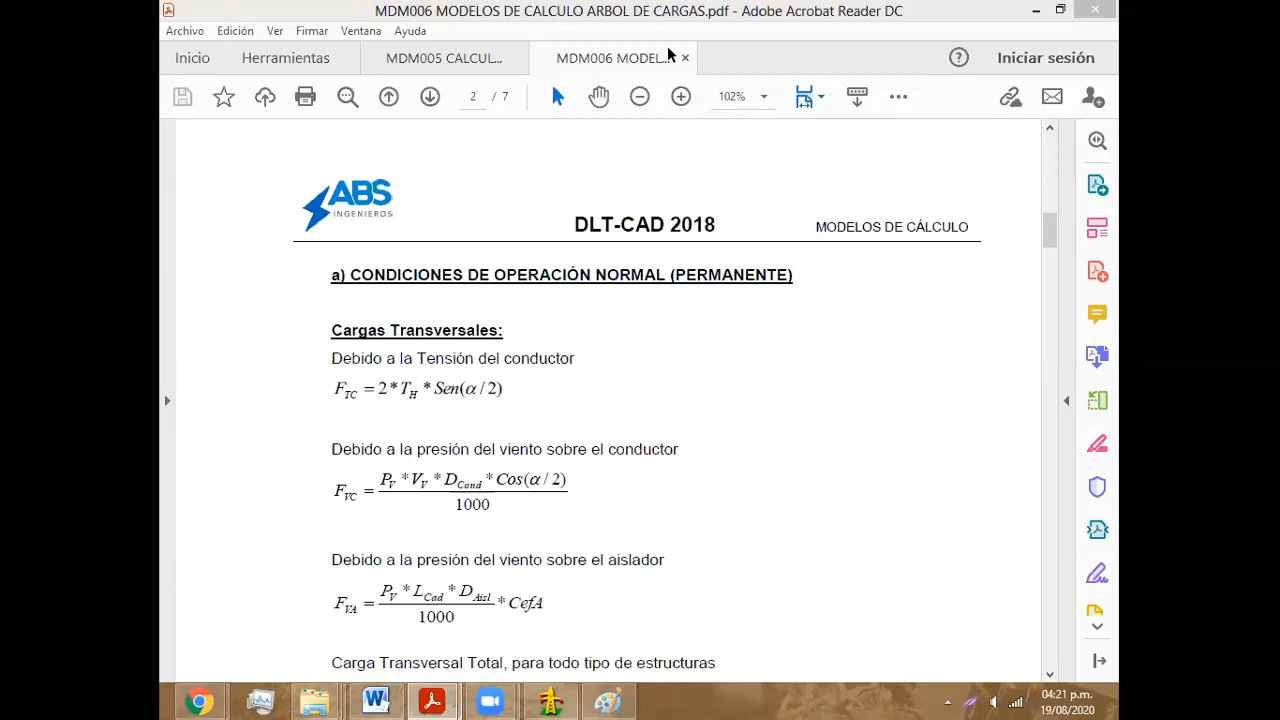 MDM006 MODELOS DE CALCULO ARBOL DE CARGAS.pdf - Adobe Acrobat Reader DC
Archivo Edición Ver Firmar Ventana Ayuda
Inicio Herramientas MDM005 CALCUL... MDM006 MODEL... × Iniciar sesión
2 / 7 102%
ABS
INGENIEROS
DLT-CAD 2018
MODELOS DE CÁLCULO
a) CONDICIONES DE OPERACIÓN NORMAL (PERMANENTE)
Cargas Transversales:
Debido a la Tensión del conductor
F_TC = 2 * T_H * Sen(α / 2)
Debido a la presión del viento sobre el conductor
F_VC = P_V * V_V * D_Cond * Cos(α / 2) / 1000
Debido a la presión del viento sobre el aislador
F_VA = P_V * L_Cad * D_Aisl / 1000 * CefA
Carga Transversal Total, para todo tipo de estructuras
04:21 p.m.
19/08/2020